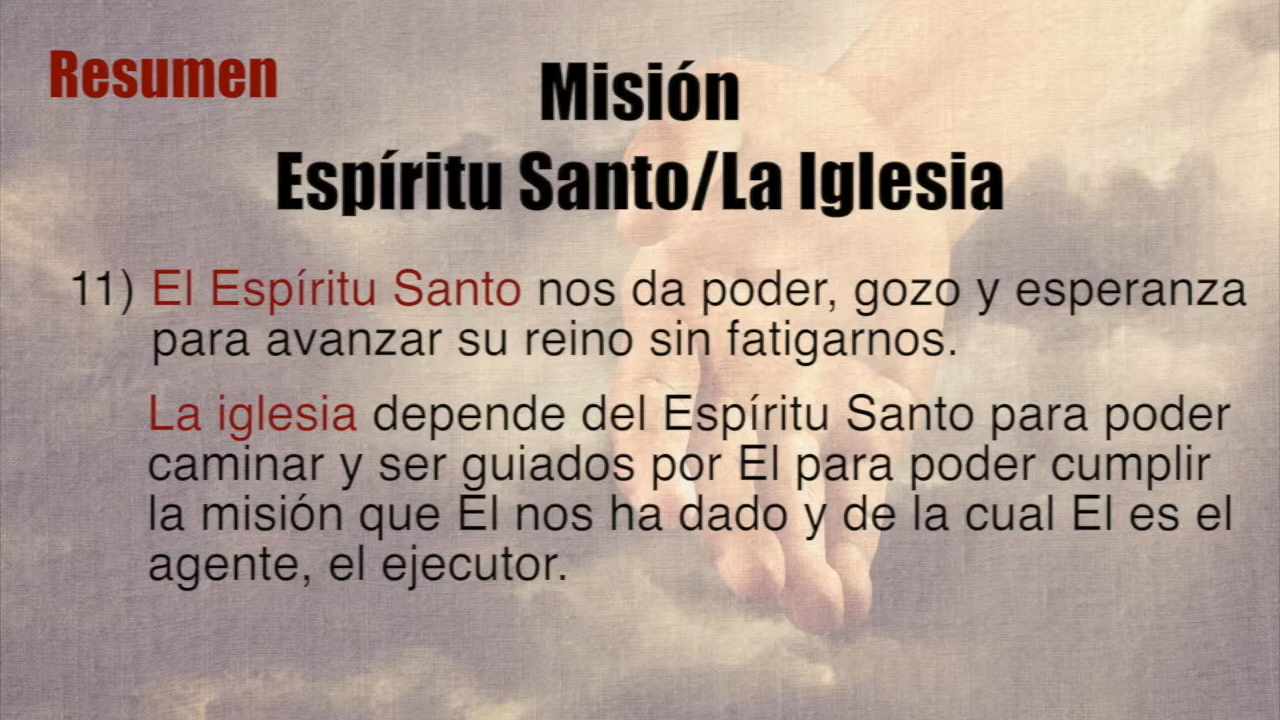 Resumen
Misión
Espíritu Santo/La Iglesia
11) El Espíritu Santo nos da poder, gozo y esperanza
para avanzar su reino sin fatigarnos.
La iglesia depende del Espíritu Santo para poder
caminar y ser guiados por El para poder cumplir
la misión que El nos ha dado y de la cual El es el
agente, el ejecutor.